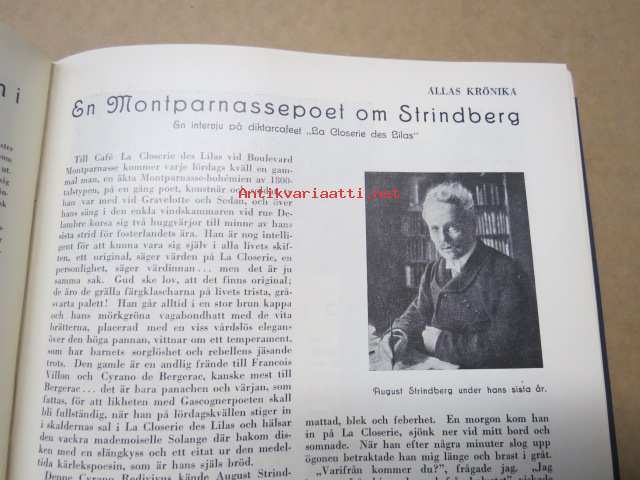 ALLAS KRÖNIKA
En Montparnassepoet om Strindberg
En interвju på diktarcaféet „La Closerie des Lilas"
Till Café La Closerie des Lilas vid Boulevard
Montparnasse kommer varje lördags kväll en gam-
mal man, en äkta Montparnasse-bohémien av 1800-
talstypen, på en gång poet, konstnär och
han var med vid Gravelotte och Sedan, och över
hans säng i den enkla vindskammaren vid rue De-
lambre korsa sig två huggvärjor till minne av hans
sista strid för fosterlandets ära. Han är nog intelli-
gent för att kunna vara sig själv i alla livets skif-
ten, ett original, säger värden på La Closerie, en
personlighet, säger värdinnan... men det är ju
samma sak. Gud ske lov, att det finns original;
de äro de gälla färgklascharna på livets trista, grå-
svarta palett! Han går alltid i en stor brun kappa
och hans mörkgröna vagabondhatt med de vita
brätterna, placerad med en viss vårdslös elegans
över den höga pannan, vittnar om ett temperament,
som har barnets sorglöshet och rebellens jäsande
trots. Den gamle är en andlig frände till Francois
Villon och Cyrano de Bergerac, kanske mest till
Bergerac... det är bara panachen och värjan, som
fattas, för att likheten med Gascognerpoeten skall
bli fullständig, när han på lördagskvällen stiger in
i skaldernas sal i La Closerie des Lilas och hälsar
den vackra mademoiselle Solange där bakom disk-
en med en slängkyss och ett eitat ur den medel-
tida kärlekspoesin, som är hans själs bröd.
Denne Cyrano Redivivus kände August Strind-
August Strindberg under hans sista år.
mattad, blek och feberhet. En morgon kom han
in på La Closerie, sjönk ner vid mitt bord och
somnade. När han efter några minuter slog upp
ögonen betraktade han mig länge och brast i gråt.
"Varifrån kommer du?", frågade jag. "Jag
Antikvariaatti.net